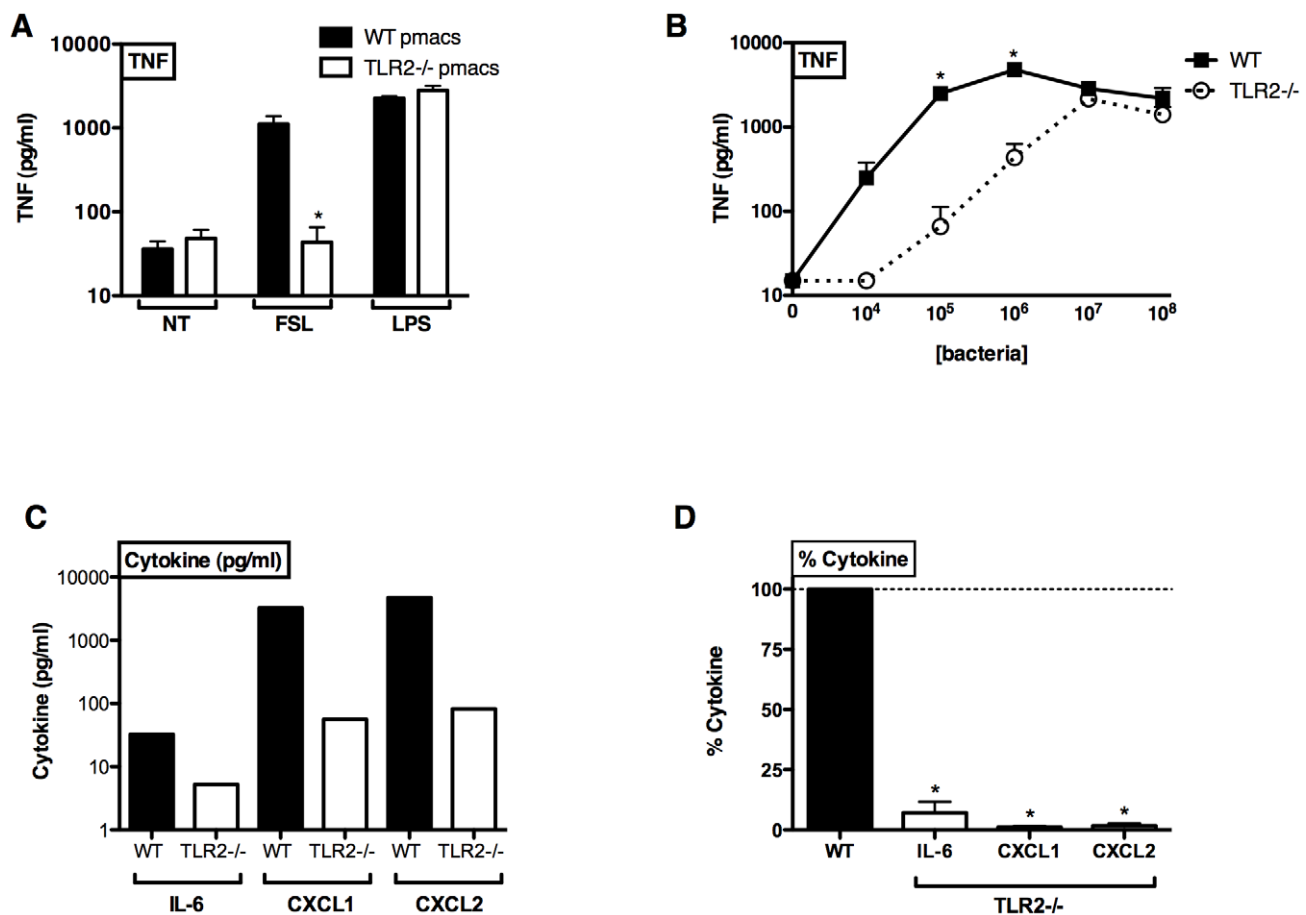 A
WT pmacs
TLR2-/- pmacs
TNF
TNF (pg/ml)
10000
1000
100
10
*
NT
FSL
LPS
B
WT
TLR2-/-
TNF
TNF (pg/ml)
10000
1000
100
10
*
*
0
10⁴
10⁵
10⁶
10⁷
10⁸
[bacteria]
C
Cytokine (pg/ml)
Cytokine (pg/ml)
10000
1000
100
10
1
WT
TLR2-/-
WT
TLR2-/-
WT
TLR2-/-
IL-6
CXCL1
CXCL2
D
% Cytokine
% Cytokine
100
75
50
25
0
*
*
*
WT
IL-6
CXCL1
CXCL2
TLR2-/-